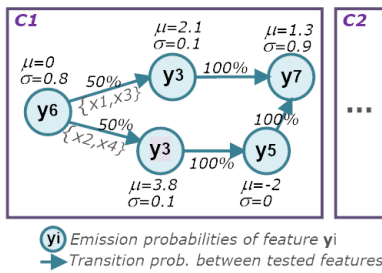 C1
C2
μ=2.1
σ=0.1
μ=1.3
σ=0.9
μ=0
σ=0.8
50%
{x1,x3}
y3
100%
y7
y6
50%
{x2,x4}
y3
100%
y5
100%
...
μ=3.8
σ=0.1
μ=-2
σ=0
yi Emission probabilities of feature yi
Transition prob. between tested features